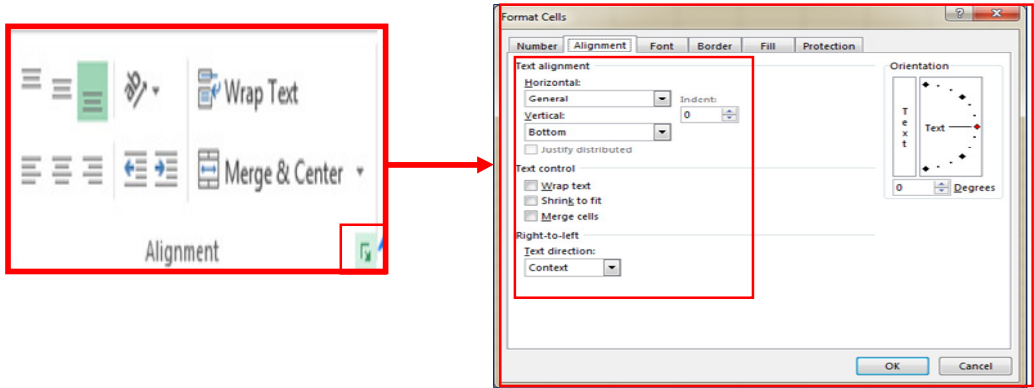 Wrap Text
Merge & Center
Alignment
Format Cells
Number Alignment Font Border Fill Protection
Text alignment
Horizontal:
General
Indent:
0
Vertical:
Bottom
Justify distributed
Text control
Wrap text
Shrink to fit
Merge cells
Right-to-left
Text direction:
Context
Orientation
Text
Text
0 Degrees
OK Cancel